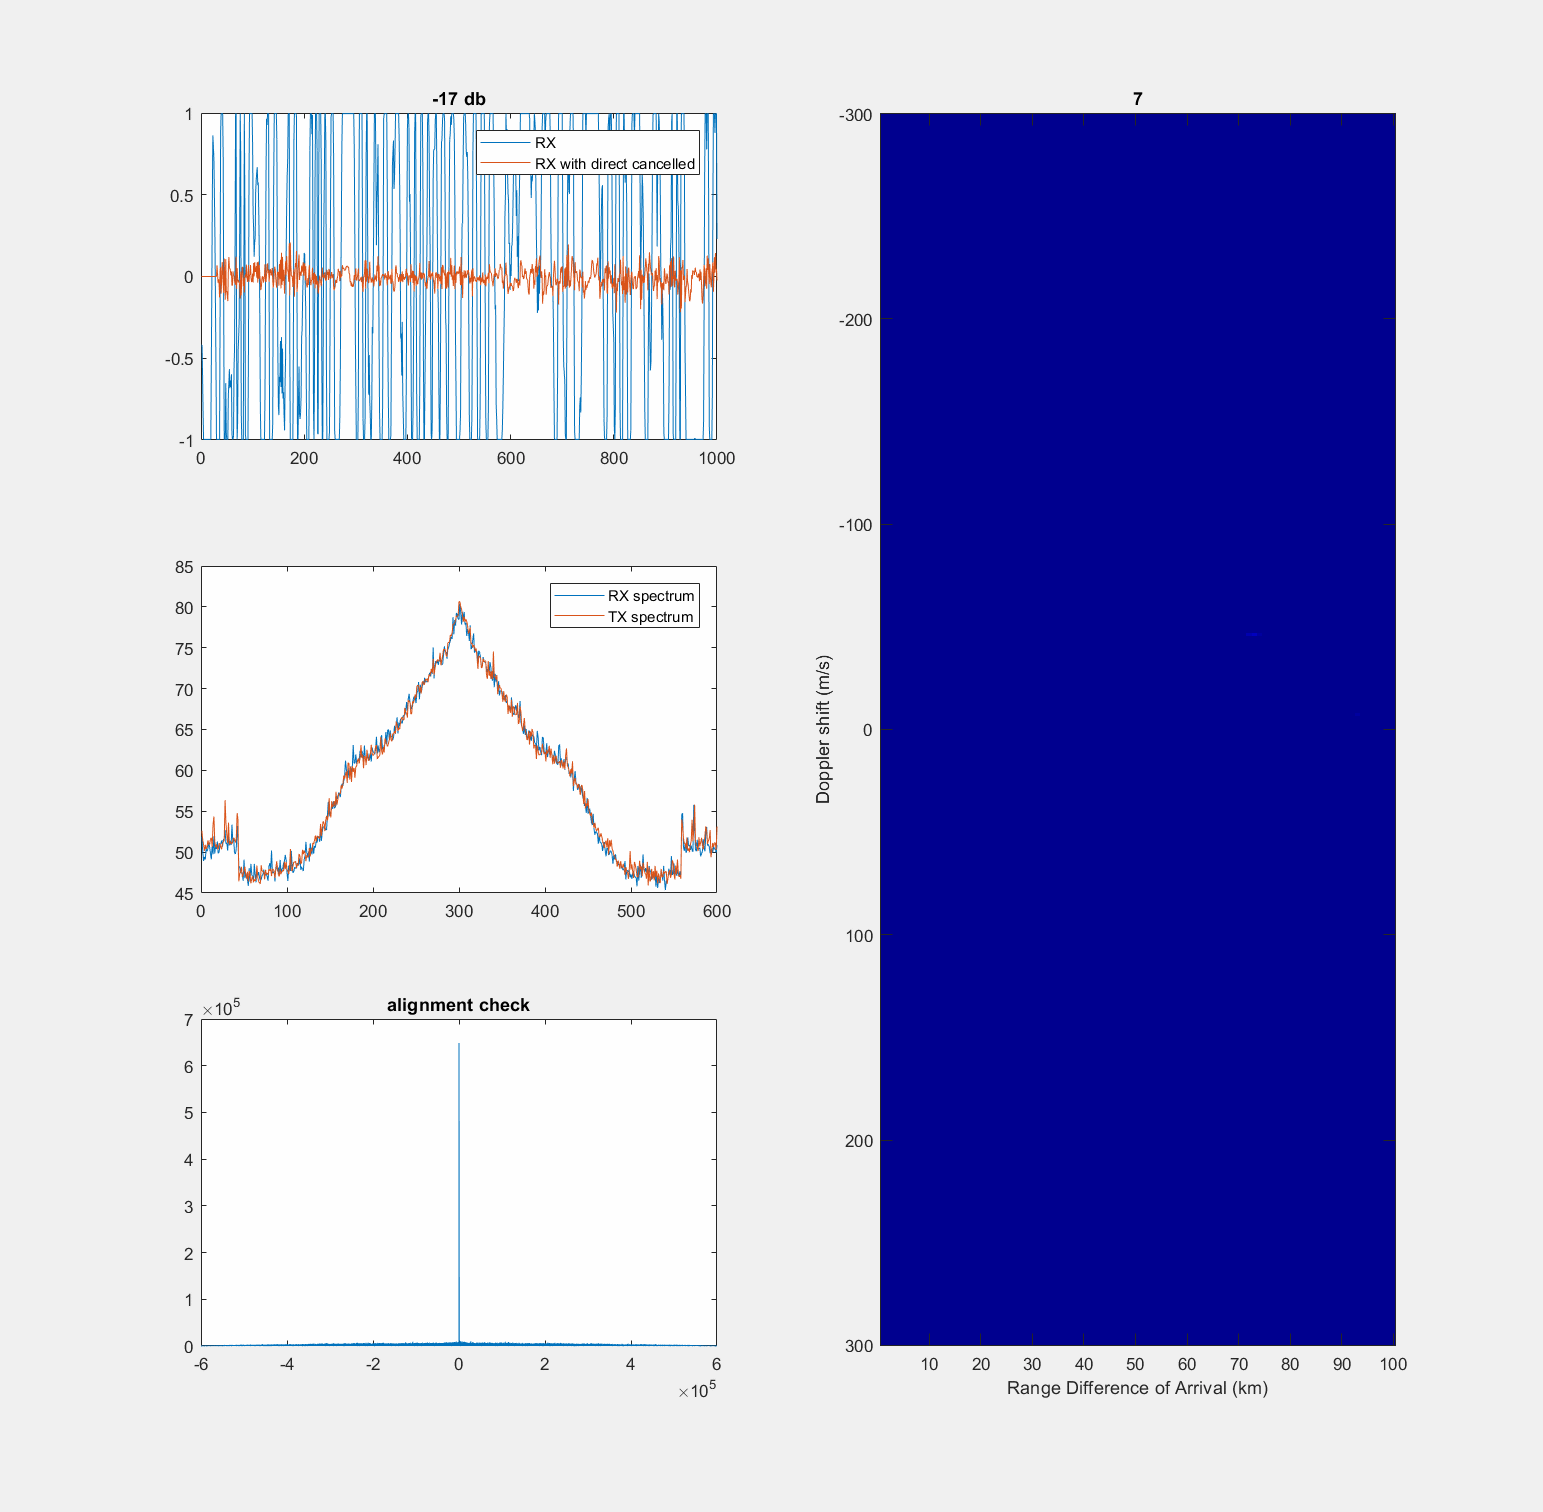 -17 db
1
0.5
0
-0.5
-1
0 200 400 600 800 1000
RX
RX with direct cancelled
85
80
75
70
65
60
55
50
45
0 100 200 300 400 500 600
RX spectrum
TX spectrum
alignment check
×10^5
7
6
5
4
3
2
1
0
-6 -4 -2 0 2 4 6
×10^5
7
-300
-200
-100
0
100
200
300
Doppler shift (m/s)
10 20 30 40 50 60 70 80 90 100
Range Difference of Arrival (km)